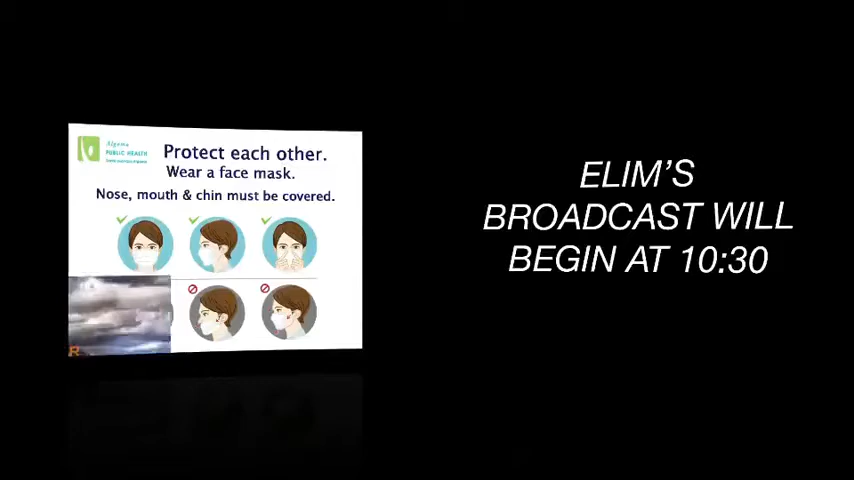 Algoma
PUBLIC HEALTH
Protect each other.
Wear a face mask.
Nose, mouth & chin must be covered.
ELIM'S
BROADCAST WILL
BEGIN AT 10:30